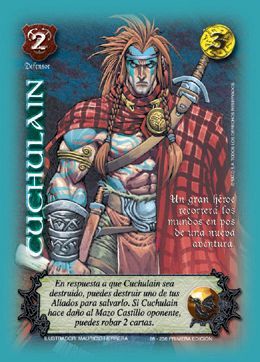 2
3
Defensor
CUCHULAIN
Un gran héroe
recorrerá los
mundos en pos
de una nueva
aventura.
En respuesta a que Cuchulain sea
destruido, puedes destruir uno de tus
Aliados para salvarlo. Si Cuchulain
hace daño al Mazo Castillo oponente,
puedes robar 2 cartas.
ILUSTRADOR: MAURICIO HERRERA
PRIMERA EDICIÓN